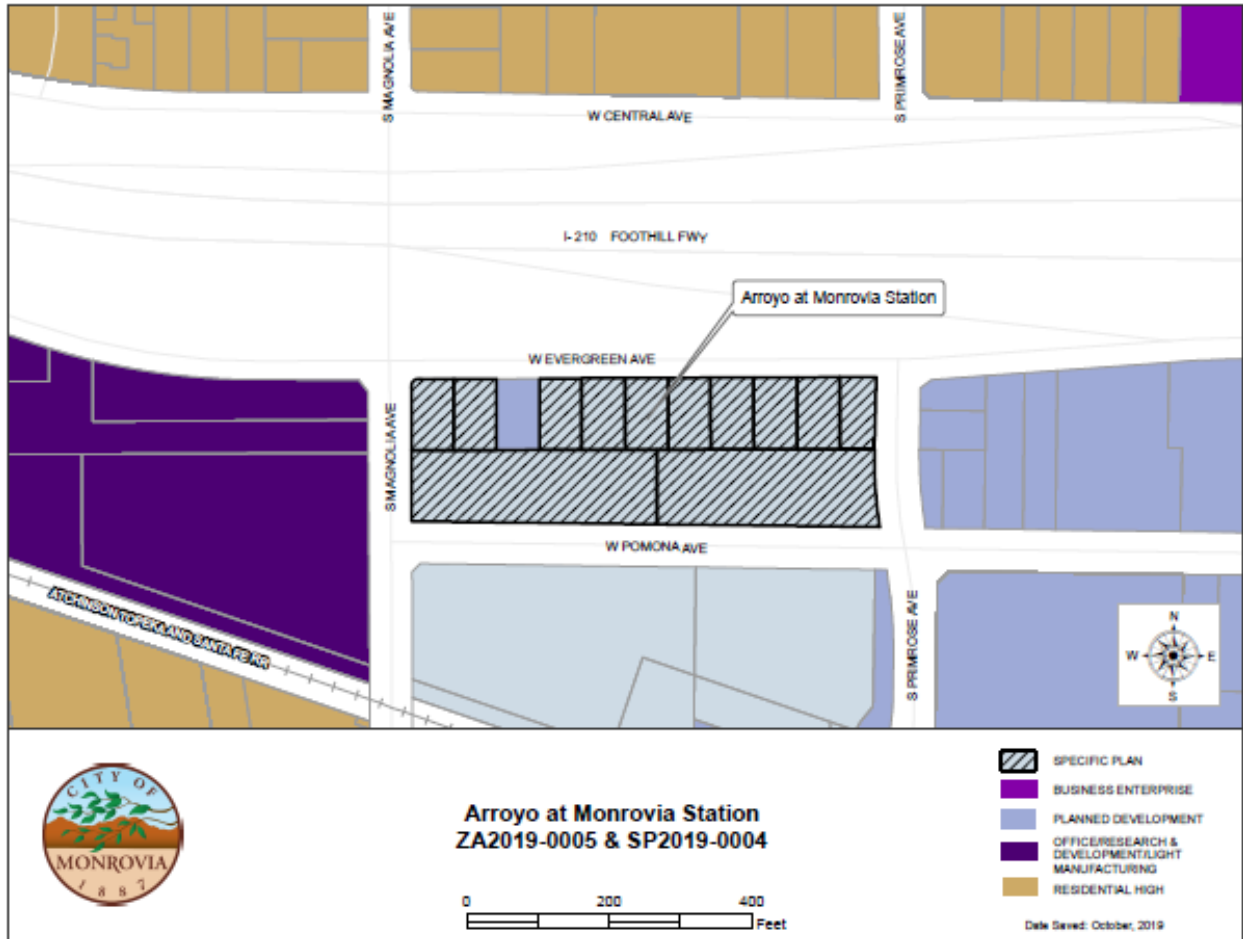 S MAGNOLIA AVE
S PRIMROSE AVE
W CENTRAL AVE
I-210 FOOTHILL FWY
Arroyo at Monrovia Station
W EVERGREEN AVE
S MAGNOLIA AVE
W POMONA AVE
ATCHINSON TOPEKA AND SANTA FE RR
S PRIMROSE AVE
N
W E
S
CITY OF
MONROVIA
1887
Arroyo at Monrovia Station
ZA2019-0005 & SP2019-0004
0 200 400
Feet
SPECIFIC PLAN
BUSINESS ENTERPRISE
PLANNED DEVELOPMENT
OFFICE/RESEARCH &
DEVELOPMENT/LIGHT
MANUFACTURING
RESIDENTIAL HIGH
Date Saved: October, 2019